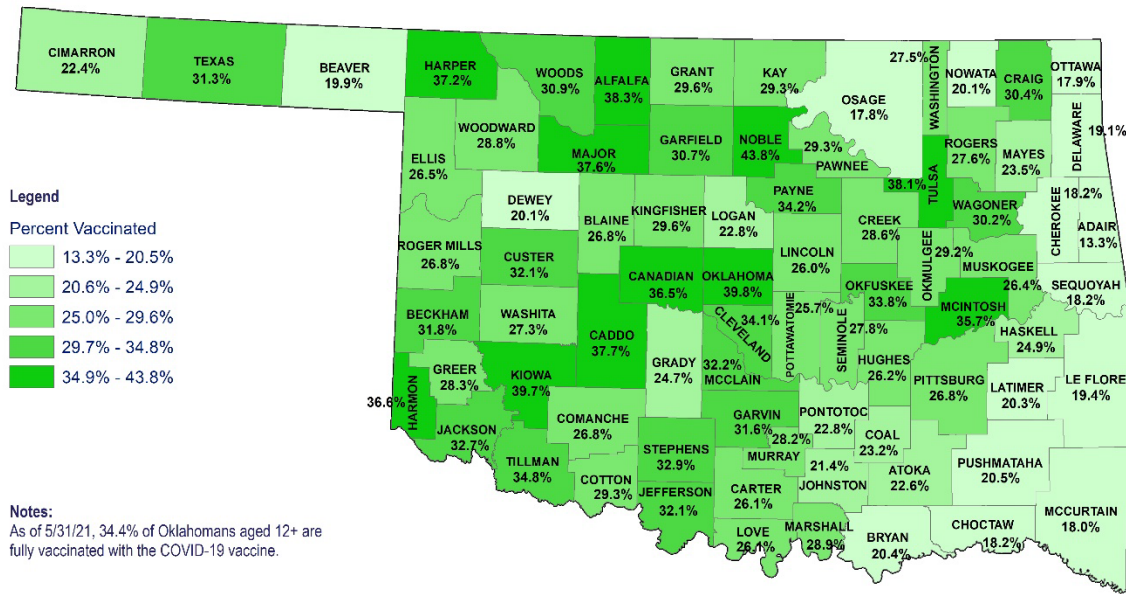 CIMARRON
22.4%
TEXAS
31.3%
BEAVER
19.9%
HARPER
37.2%
WOODS
30.9%
ALFALFA
38.3%
GRANT
29.6%
KAY
29.3%
OSAGE
17.8%
27.5%
WASHINGTON
NOWATA
20.1%
CRAIG
30.4%
OTTAWA
17.9%
DELAWARE
19.1%
WOODWARD
28.8%
ELLIS
26.5%
MAJOR
37.6%
GARFIELD
30.7%
NOBLE
43.8%
29.3%
PAWNEE
ROGERS
27.6%
MAYES
23.5%
DEWEY
20.1%
BLAINE
26.8%
KINGFISHER
29.6%
LOGAN
22.8%
PAYNE
34.2%
38.1%
TULSA
WAGONER
30.2%
CHEROKEE
18.2%
ADAIR
13.3%
CREEK
28.6%
LINCOLN
26.0%
ROGER MILLS
26.8%
CUSTER
32.1%
CANADIAN
36.5%
OKLAHOMA
39.8%
OKFUSKEE
33.8%
OKMULGEE
29.2%
MUSKOGEE
26.4%
SEQUOYAH
18.2%
BECKHAM
31.8%
WASHITA
27.3%
CADDO
37.7%
GRADY
24.7%
34.1%
CLEVELAND
32.2%
MCCLAIN
POTTAWATOMIE
25.7%
SEMINOLE
27.8%
HUGHES
26.2%
MCINTOSH
35.7%
HASKELL
24.9%
PITTSBURG
26.8%
LATIMER
20.3%
LE FLORE
19.4%
36.6%
HARMON
GREER
28.3%
KIOWA
39.7%
JACKSON
32.7%
COMANCHE
26.8%
TILLMAN
34.8%
COTTON
29.3%
STEPHENS
32.9%
JEFFERSON
32.1%
GARVIN
31.6%
28.2%
MURRAY
PONTOTOC
22.8%
COAL
23.2%
21.4%
JOHNSTON
ATOKA
22.6%
PUSHMATAHA
20.5%
CARTER
26.1%
LOVE
26.1%
MARSHALL
28.9%
BRYAN
20.4%
CHOCTAW
18.2%
MCCURTAIN
18.0%
Legend
Percent Vaccinated
13.3% - 20.5%
20.6% - 24.9%
25.0% - 29.6%
29.7% - 34.8%
34.9% - 43.8%
Notes:
As of 5/31/21, 34.4% of Oklahomans aged 12+ are
fully vaccinated with the COVID-19 vaccine.